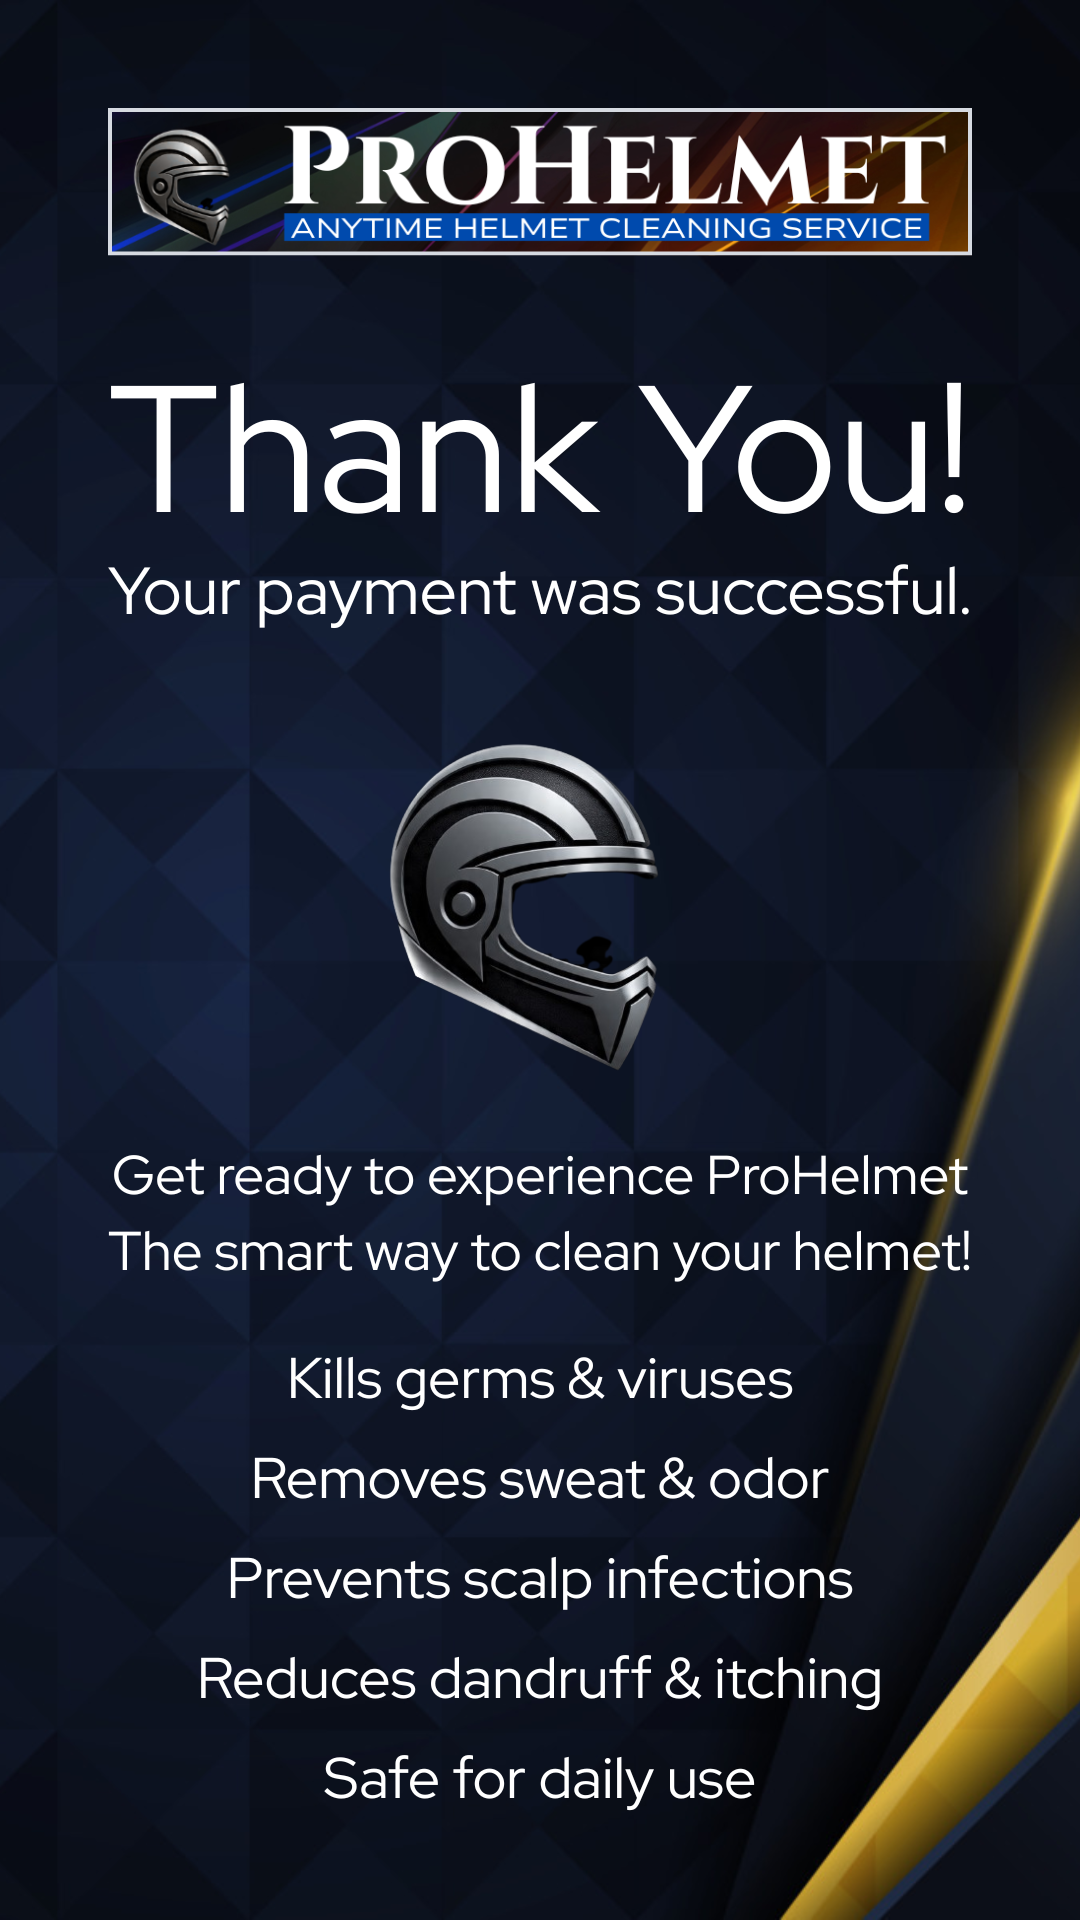 PROHELMET
ANYTIME HELMET CLEANING SERVICE
Thank You!
Your payment was successful.
Get ready to experience ProHelmet
The smart way to clean your helmet!
Kills germs & viruses
Removes sweat & odor
Prevents scalp infections
Reduces dandruff & itching
Safe for daily use